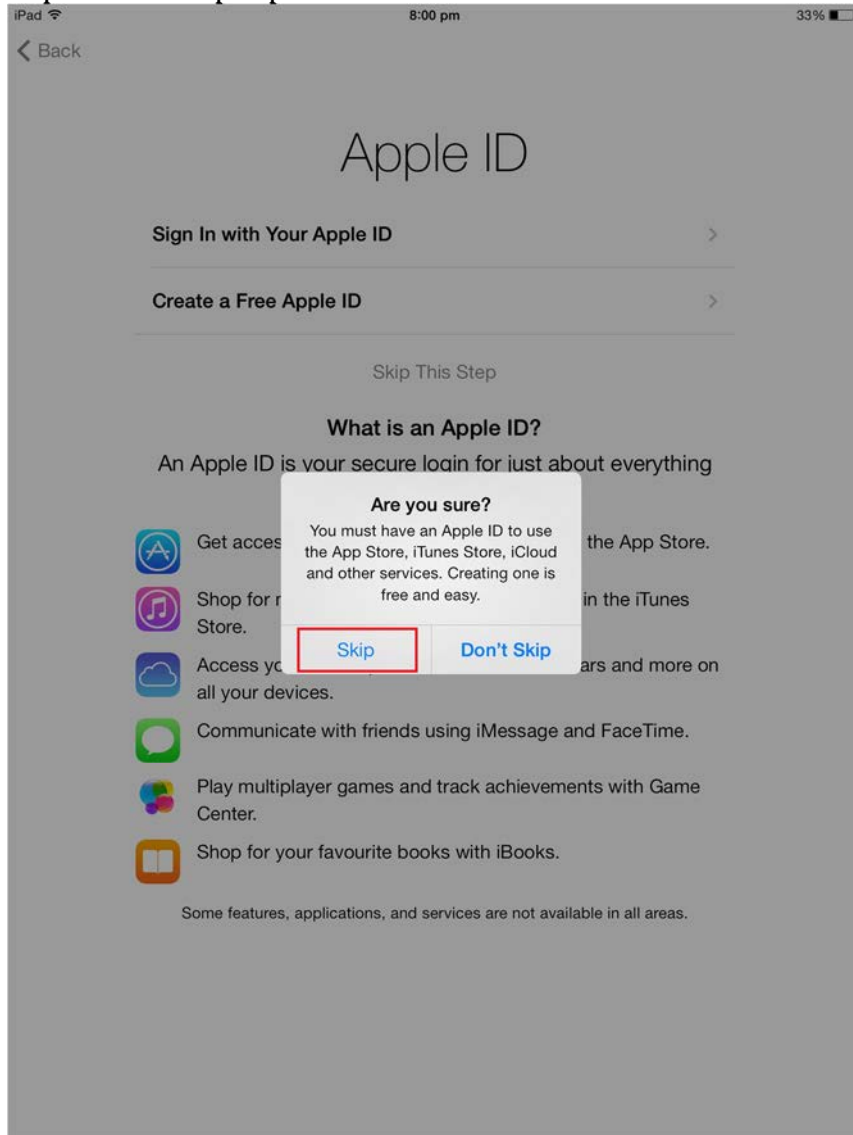 iPad 8:00 pm 33%
Back
Apple ID
Sign In with Your Apple ID
Create a Free Apple ID
Skip This Step
What is an Apple ID?
An Apple ID is your secure login for just about everything
Are you sure?
You must have an Apple ID to use
the App Store, iTunes Store, iCloud
and other services. Creating one is
free and easy.
Skip Don't Skip
Get the App Store.
Shop for in the iTunes
Store.
Access and more on
all your devices.
Communicate with friends using iMessage and FaceTime.
Play multiplayer games and track achievements with Game
Center.
Shop for your favourite books with iBooks.
Some features, applications, and services are not available in all areas.